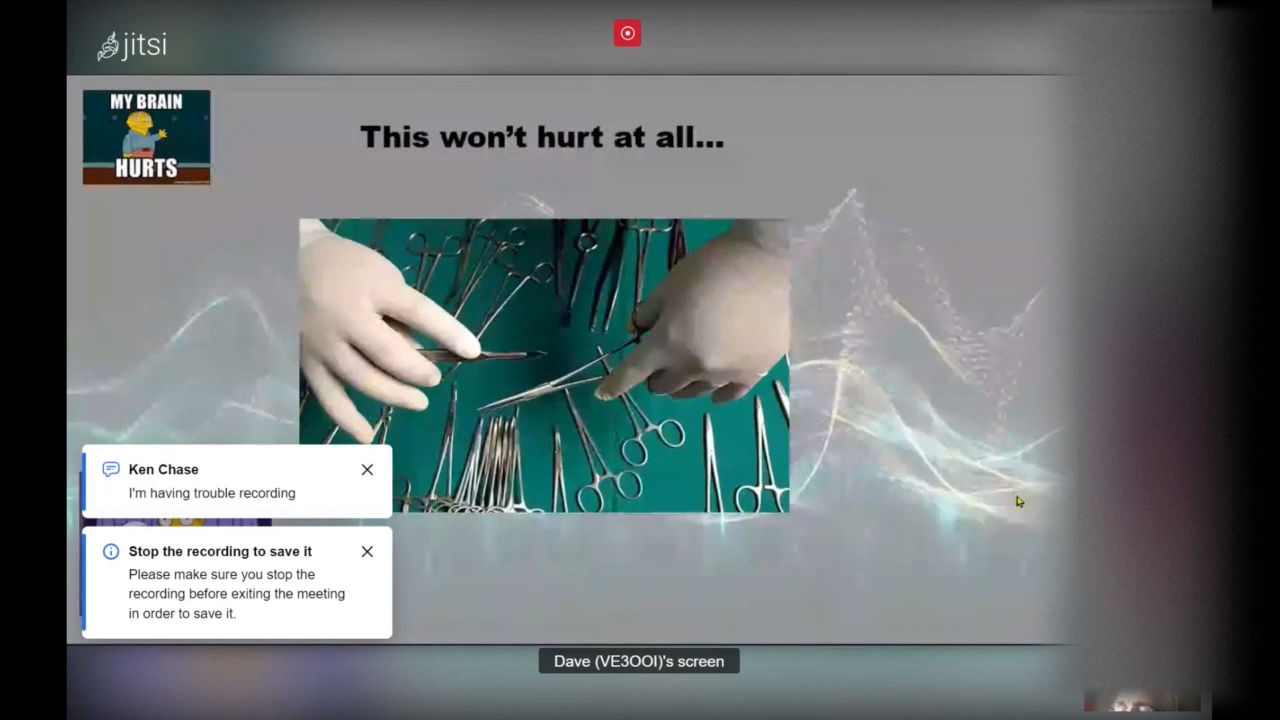 jitsi
MY BRAIN
HURTS
This won't hurt at all...
Ken Chase
I'm having trouble recording
Stop the recording to save it
Please make sure you stop the
recording before exiting the meeting
in order to save it.
Dave (VE3OOI)'s screen